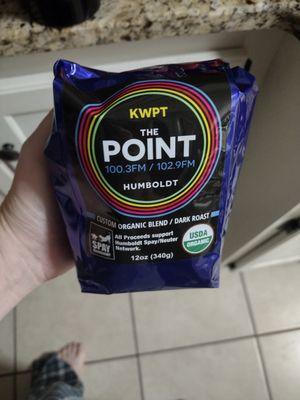 KWPT
THE
POINT
100.3FM / 102.9FM
HUMBOLDT
CUSTOM ORGANIC BLEND / DARK ROAST
SPAY
All Proceeds support
Humboldt Spay/Neuter
Network.
USDA
ORGANIC
12oz (340g)